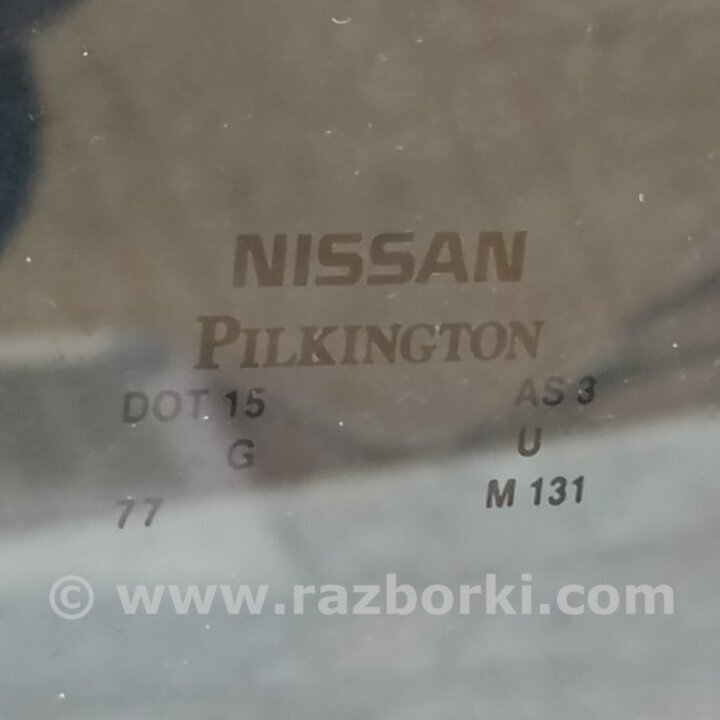 NISSAN
PILKINGTON
DOT 15 AS 3
G U
77 M 131
© www.razborki.com